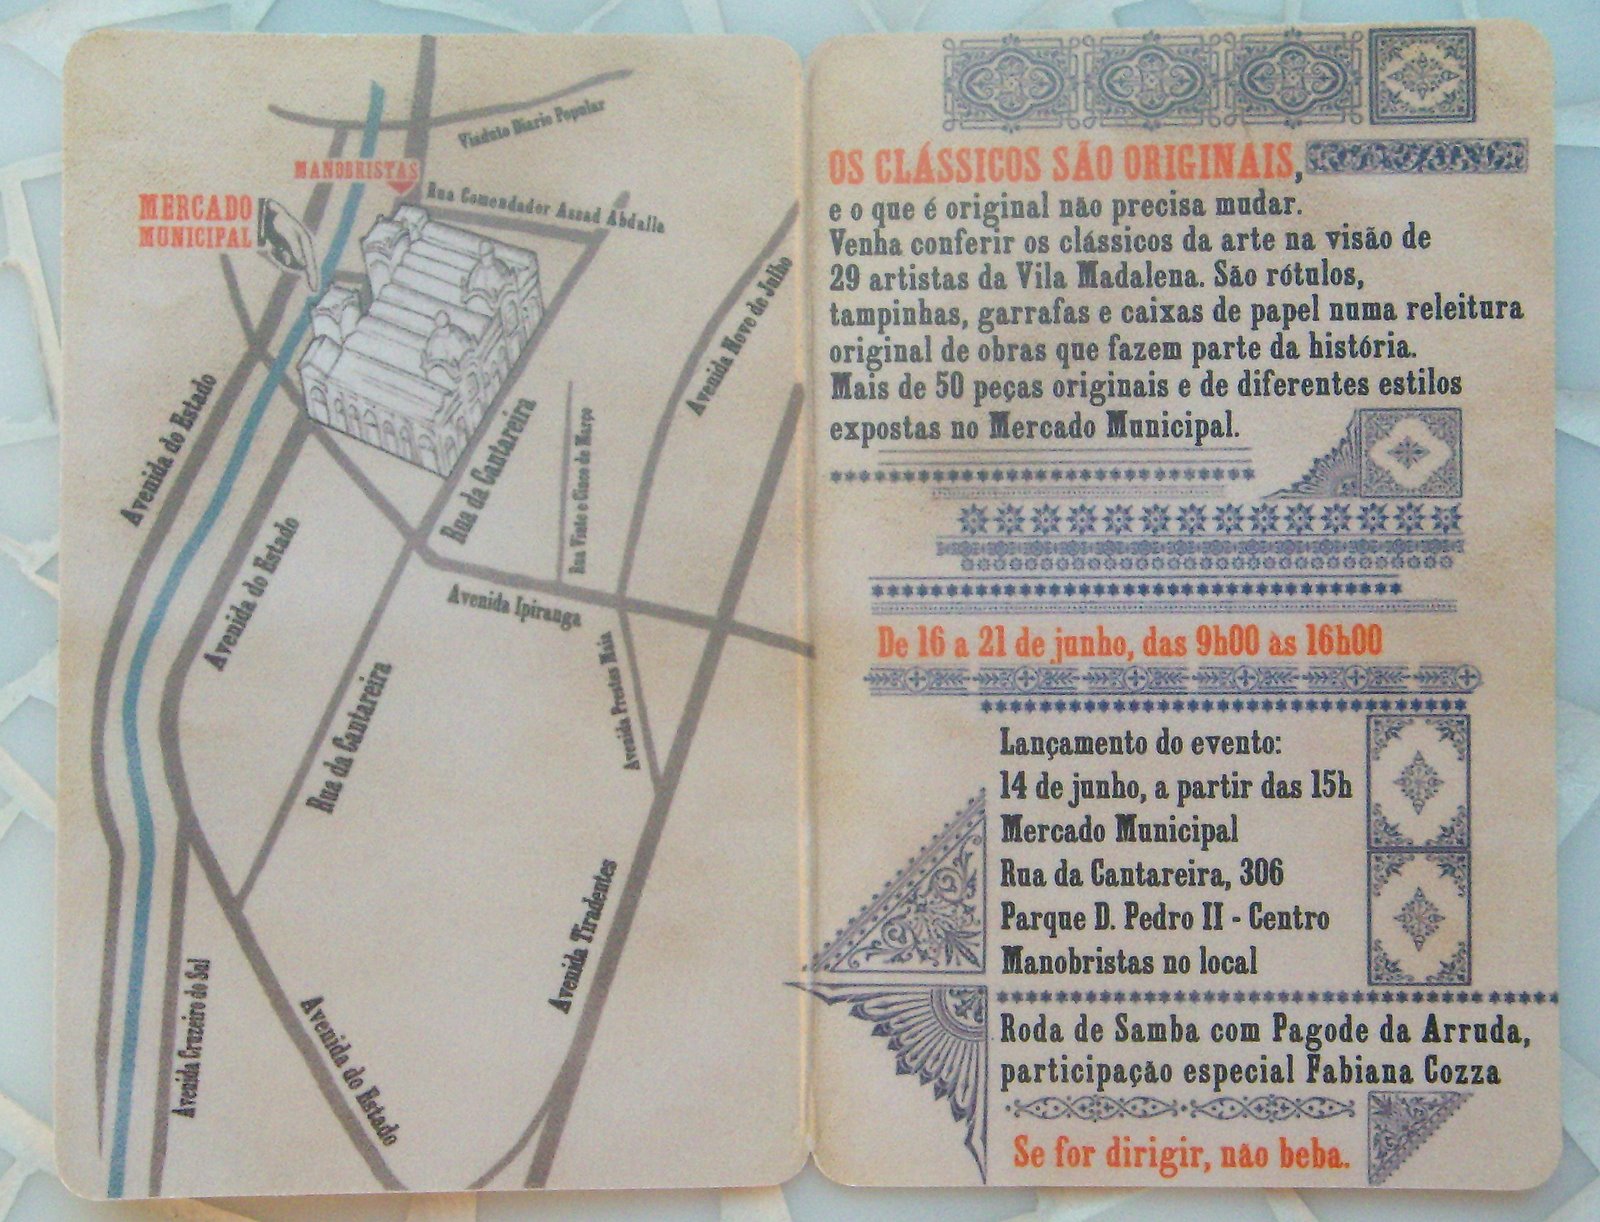 Viaduto Diario Popular
MANOBRISTAS
MERCADO
MUNICIPAL
Rua Comendador Assad Abdalla
Avenida Nove de Julho
Avenida do Estado
Rua da Cantareira
Rua Vinte e Cinco de Março
Avenida do Estado
Avenida Ipiranga
Avenida Prestes Maia
Rua da Cantareira
Avenida Tiradentes
Avenida Cruzeiro do Sul
Avenida do Estado
OS CLÁSSICOS SÃO ORIGINAIS,
e o que é original não precisa mudar.
Venha conferir os clássicos da arte na visão de
29 artistas da Vila Madalena. São rótulos,
tampinhas, garrafas e caixas de papel numa releitura
original de obras que fazem parte da história.
Mais de 50 peças originais e de diferentes estilos
expostas no Mercado Municipal.
De 16 a 21 de junho, das 9h00 às 16h00
Lançamento do evento:
14 de junho, a partir das 15h
Mercado Municipal
Rua da Cantareira, 306
Parque D. Pedro II - Centro
Manobristas no local
Roda de Samba com Pagode da Arruda,
participação especial Fabiana Cozza
Se for dirigir, não beba.